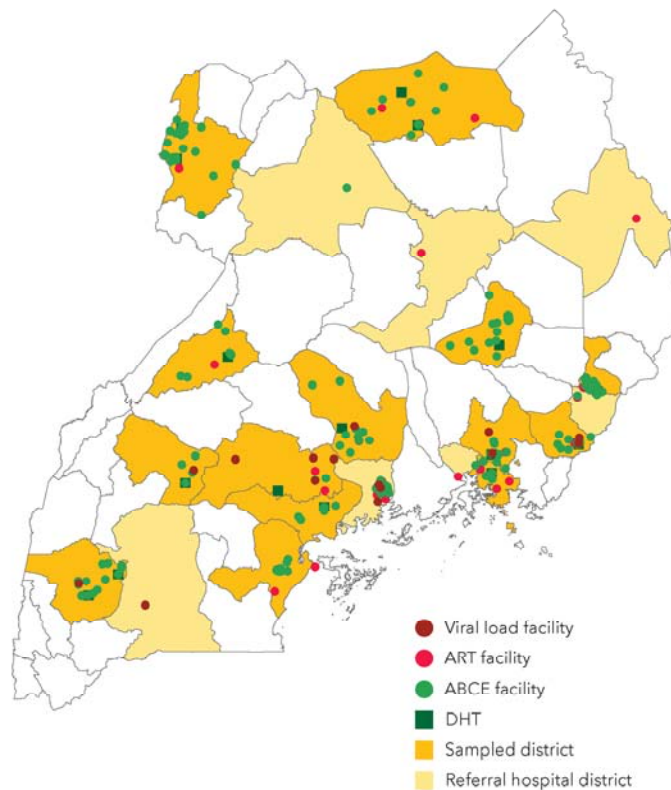 Viral load facility
ART facility
ABCE facility
DHT
Sampled district
Referral hospital district